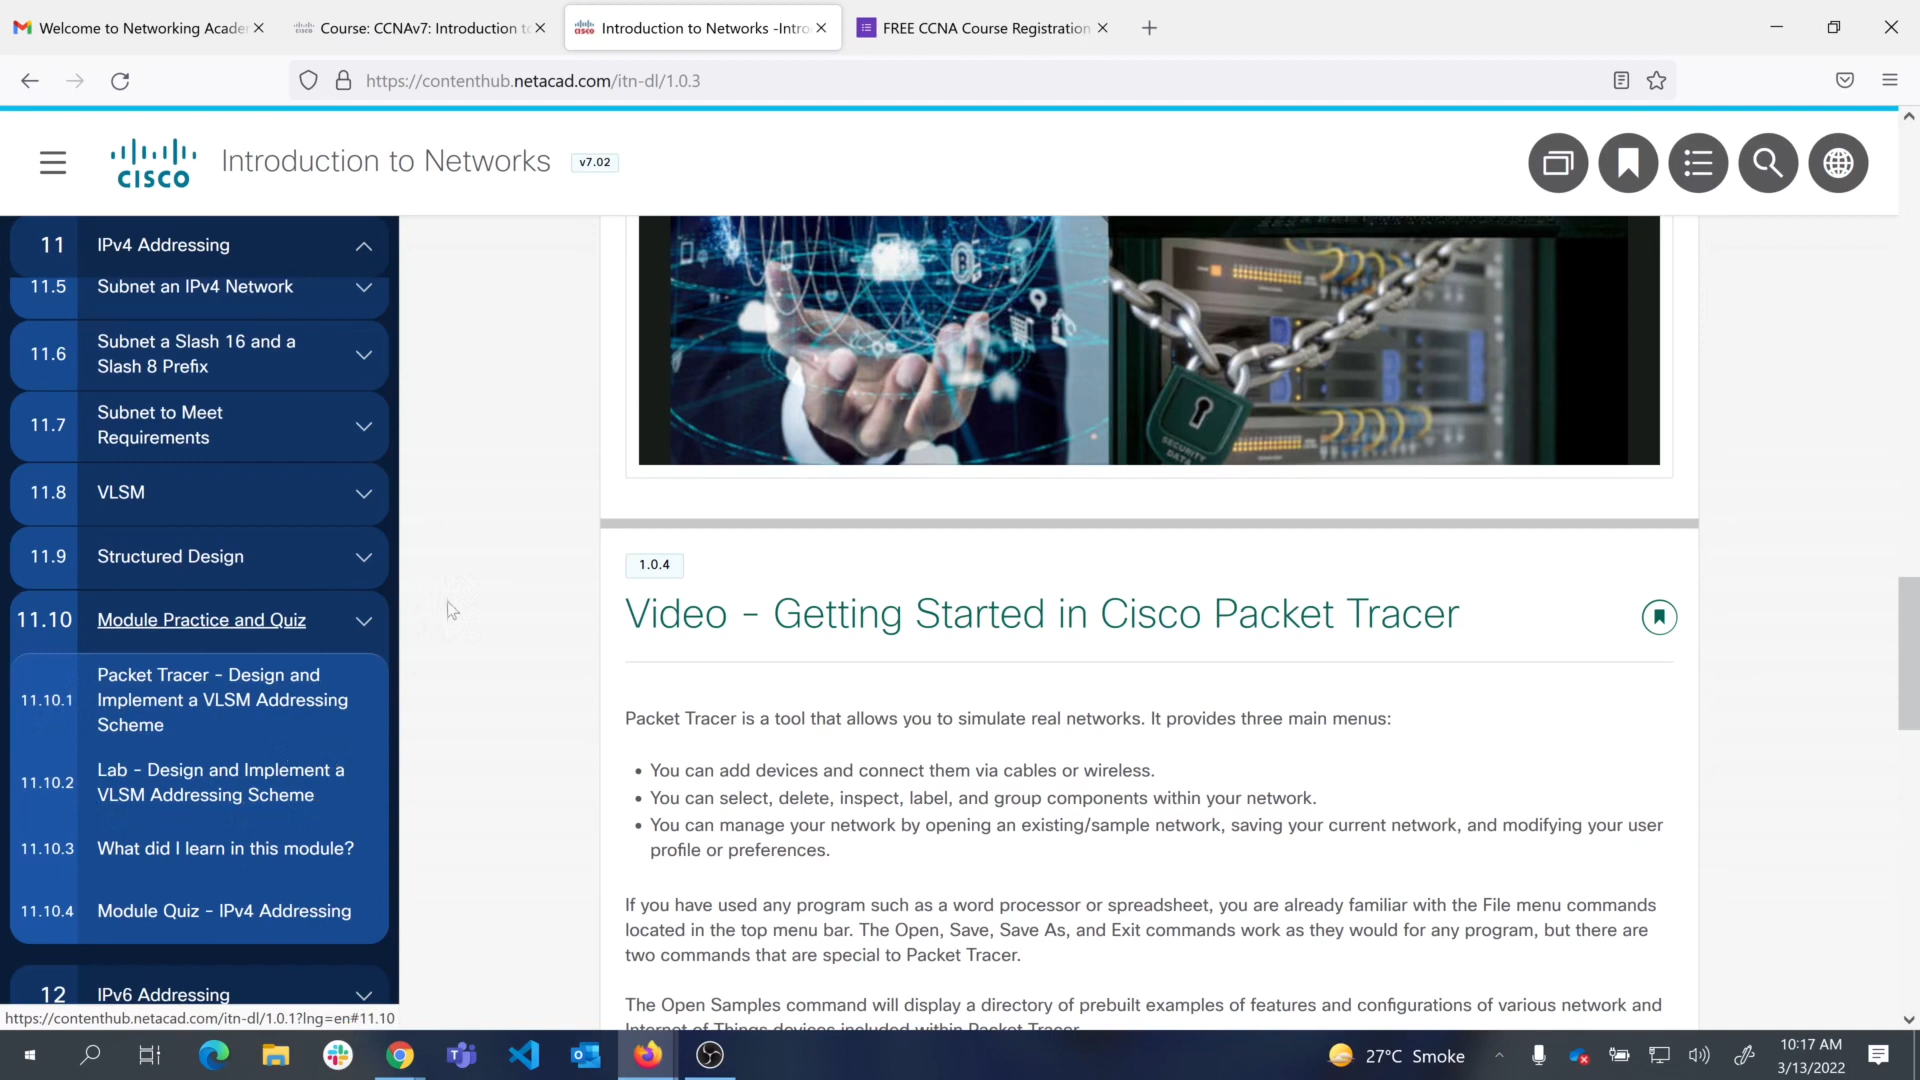 Welcome to Networking Acade
Course: CCNAv7: Introduction to
Introduction to Networks -Intro
FREE CCNA Course Registration
https://contenthub.netacad.com/itn-dl/1.0.3
CISCO
Introduction to Networks
v7.02
11 IPv4 Addressing
11.5 Subnet an IPv4 Network
11.6 Subnet a Slash 16 and a
Slash 8 Prefix
11.7 Subnet to Meet
Requirements
11.8 VLSM
11.9 Structured Design
11.10 Module Practice and Quiz
11.10.1 Packet Tracer - Design and
Implement a VLSM Addressing
Scheme
11.10.2 Lab - Design and Implement a
VLSM Addressing Scheme
11.10.3 What did I learn in this module?
11.10.4 Module Quiz - IPv4 Addressing
12 IPv6 Addressing
https://contenthub.netacad.com/itn-dl/1.0.1?lng=en#11.10
SECURITY
DATA
1.0.4
Video - Getting Started in Cisco Packet Tracer
Packet Tracer is a tool that allows you to simulate real networks. It provides three main menus:
• You can add devices and connect them via cables or wireless.
• You can select, delete, inspect, label, and group components within your network.
• You can manage your network by opening an existing/sample network, saving your current network, and modifying your user
profile or preferences.
If you have used any program such as a word processor or spreadsheet, you are already familiar with the File menu commands
located in the top menu bar. The Open, Save, Save As, and Exit commands work as they would for any program, but there are
two commands that are special to Packet Tracer.
The Open Samples command will display a directory of prebuilt examples of features and configurations of various network and
Internet of Things devices included within Packet Tracer.
27°C Smoke
10:17 AM
3/13/2022